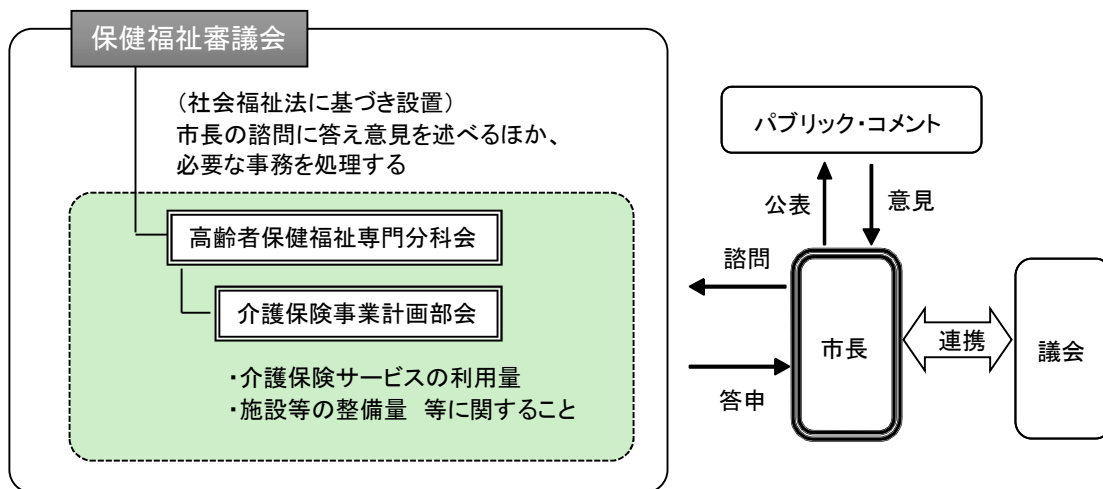 保健福祉審議会
（社会福祉法に基づき設置）
市長の諮問に答え意見を述べるほか、
必要な事務を処理する
高齢者保健福祉専門分科会
介護保険事業計画部会
・介護保険サービスの利用量
・施設等の整備量　等に関すること
パブリック・コメント
公表
意見
諮問
答申
市長
連携
議会